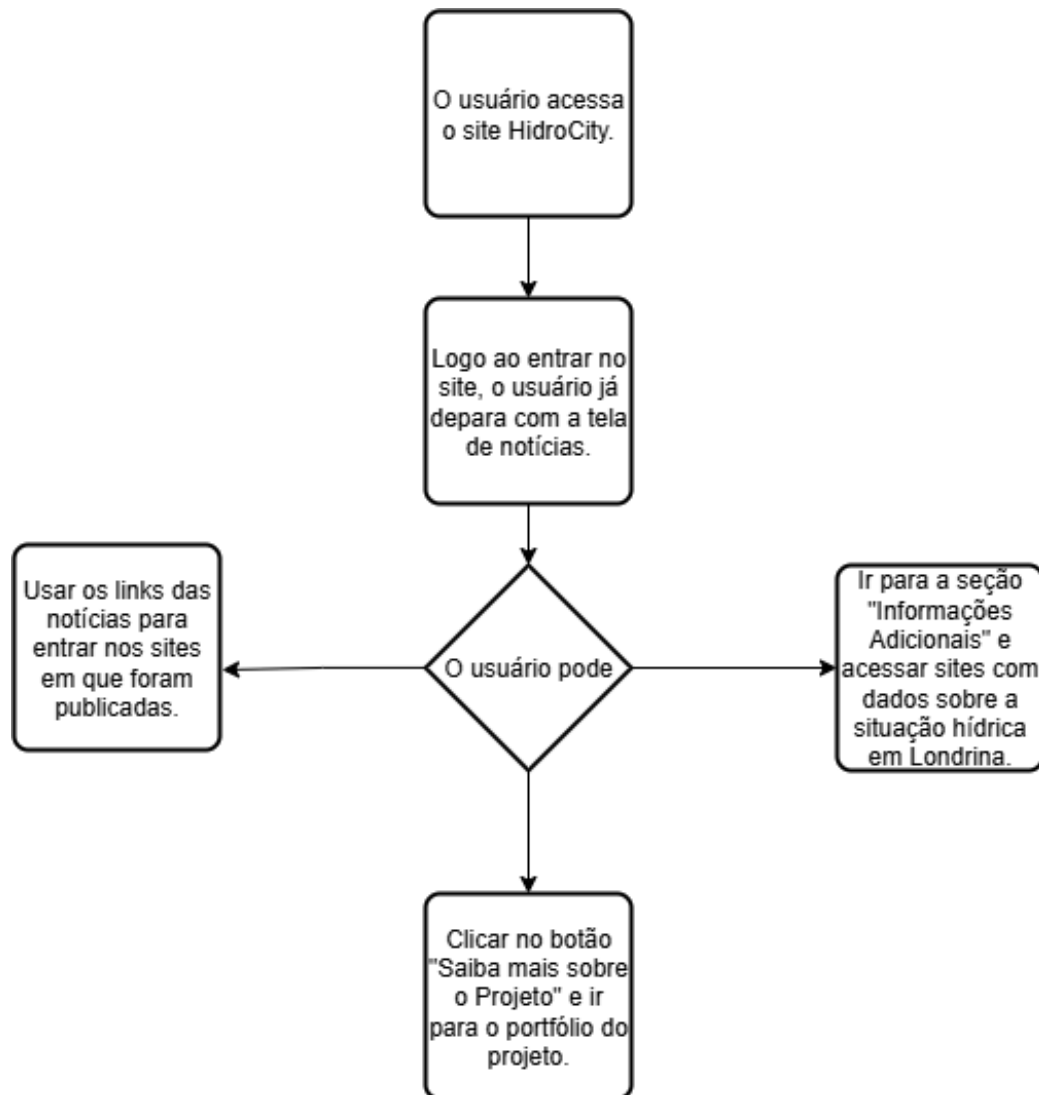 O usuário acessa
o site HidroCity.
Logo ao entrar no
site, o usuário já
depara com a tela
de notícias.
Usar os links das
notícias para
entrar nos sites
em que foram
publicadas.
O usuário pode
Ir para a seção
"Informações
Adicionais" e
acessar sites com
dados sobre a
situação hídrica
em Londrina.
Clicar no botão
"Saiba mais sobre
o Projeto" e ir
para o portfólio do
projeto.